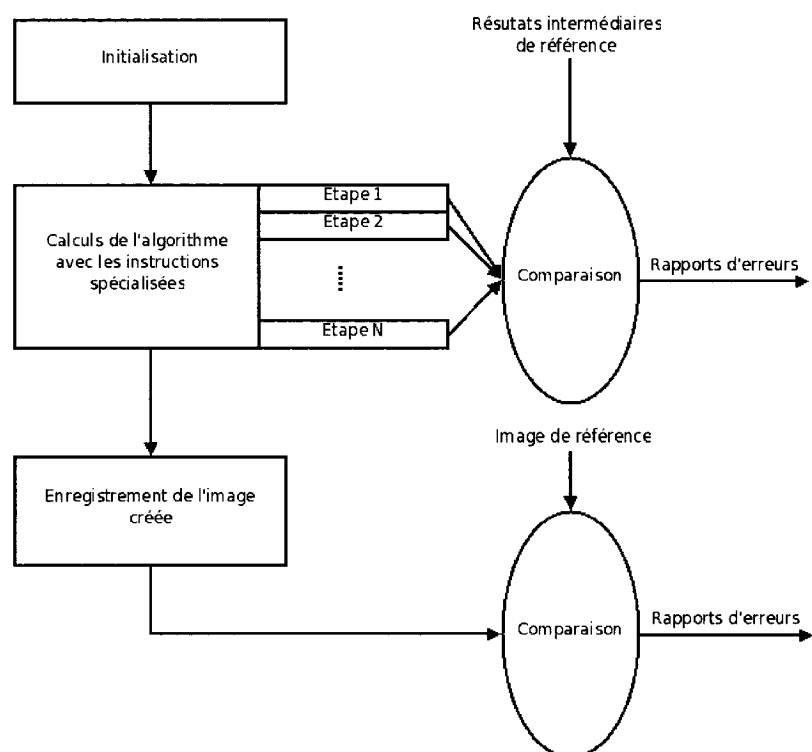 Résutats intermédiaires
de référence
Initialisation
Etape 1
Etape 2
Calculs de l'algorithme
avec les instructions
spécialisées
Etape N
Comparaison
Rapports d'erreurs
Image de référence
Enregistrement de l'image
créée
Comparaison
Rapports d'erreurs